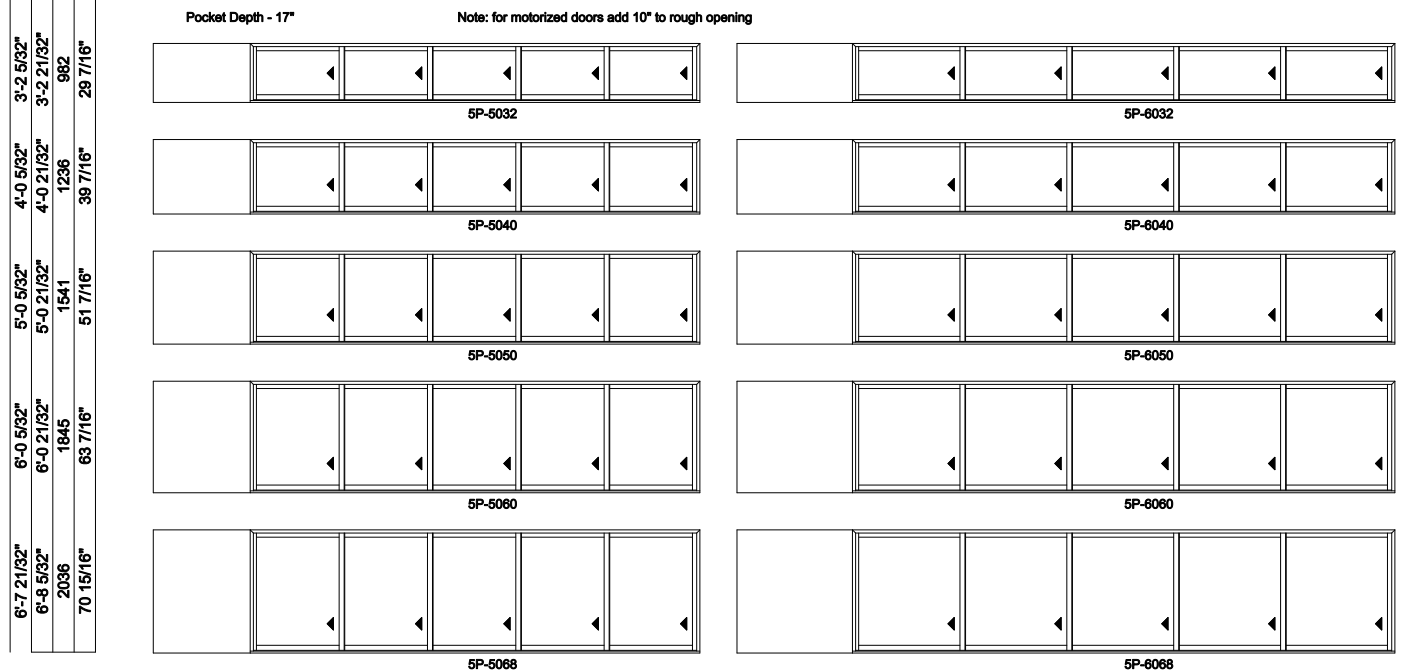 Pocket Depth - 17"
Note: for motorized doors add 10" to rough opening
3'-2 5/32"
3'-2 21/32"
982
29 7/16"
5P-5032
5P-6032
4'-0 5/32"
4'-0 21/32"
1236
39 7/16"
5P-5040
5P-6040
5'-0 5/32"
5'-0 21/32"
1541
51 7/16"
5P-5050
5P-6050
6'-0 5/32"
6'-0 21/32"
1845
63 7/16"
5P-5060
5P-6060
6'-7 21/32"
6'-8 5/32"
2036
70 15/16"
5P-5068
5P-6068